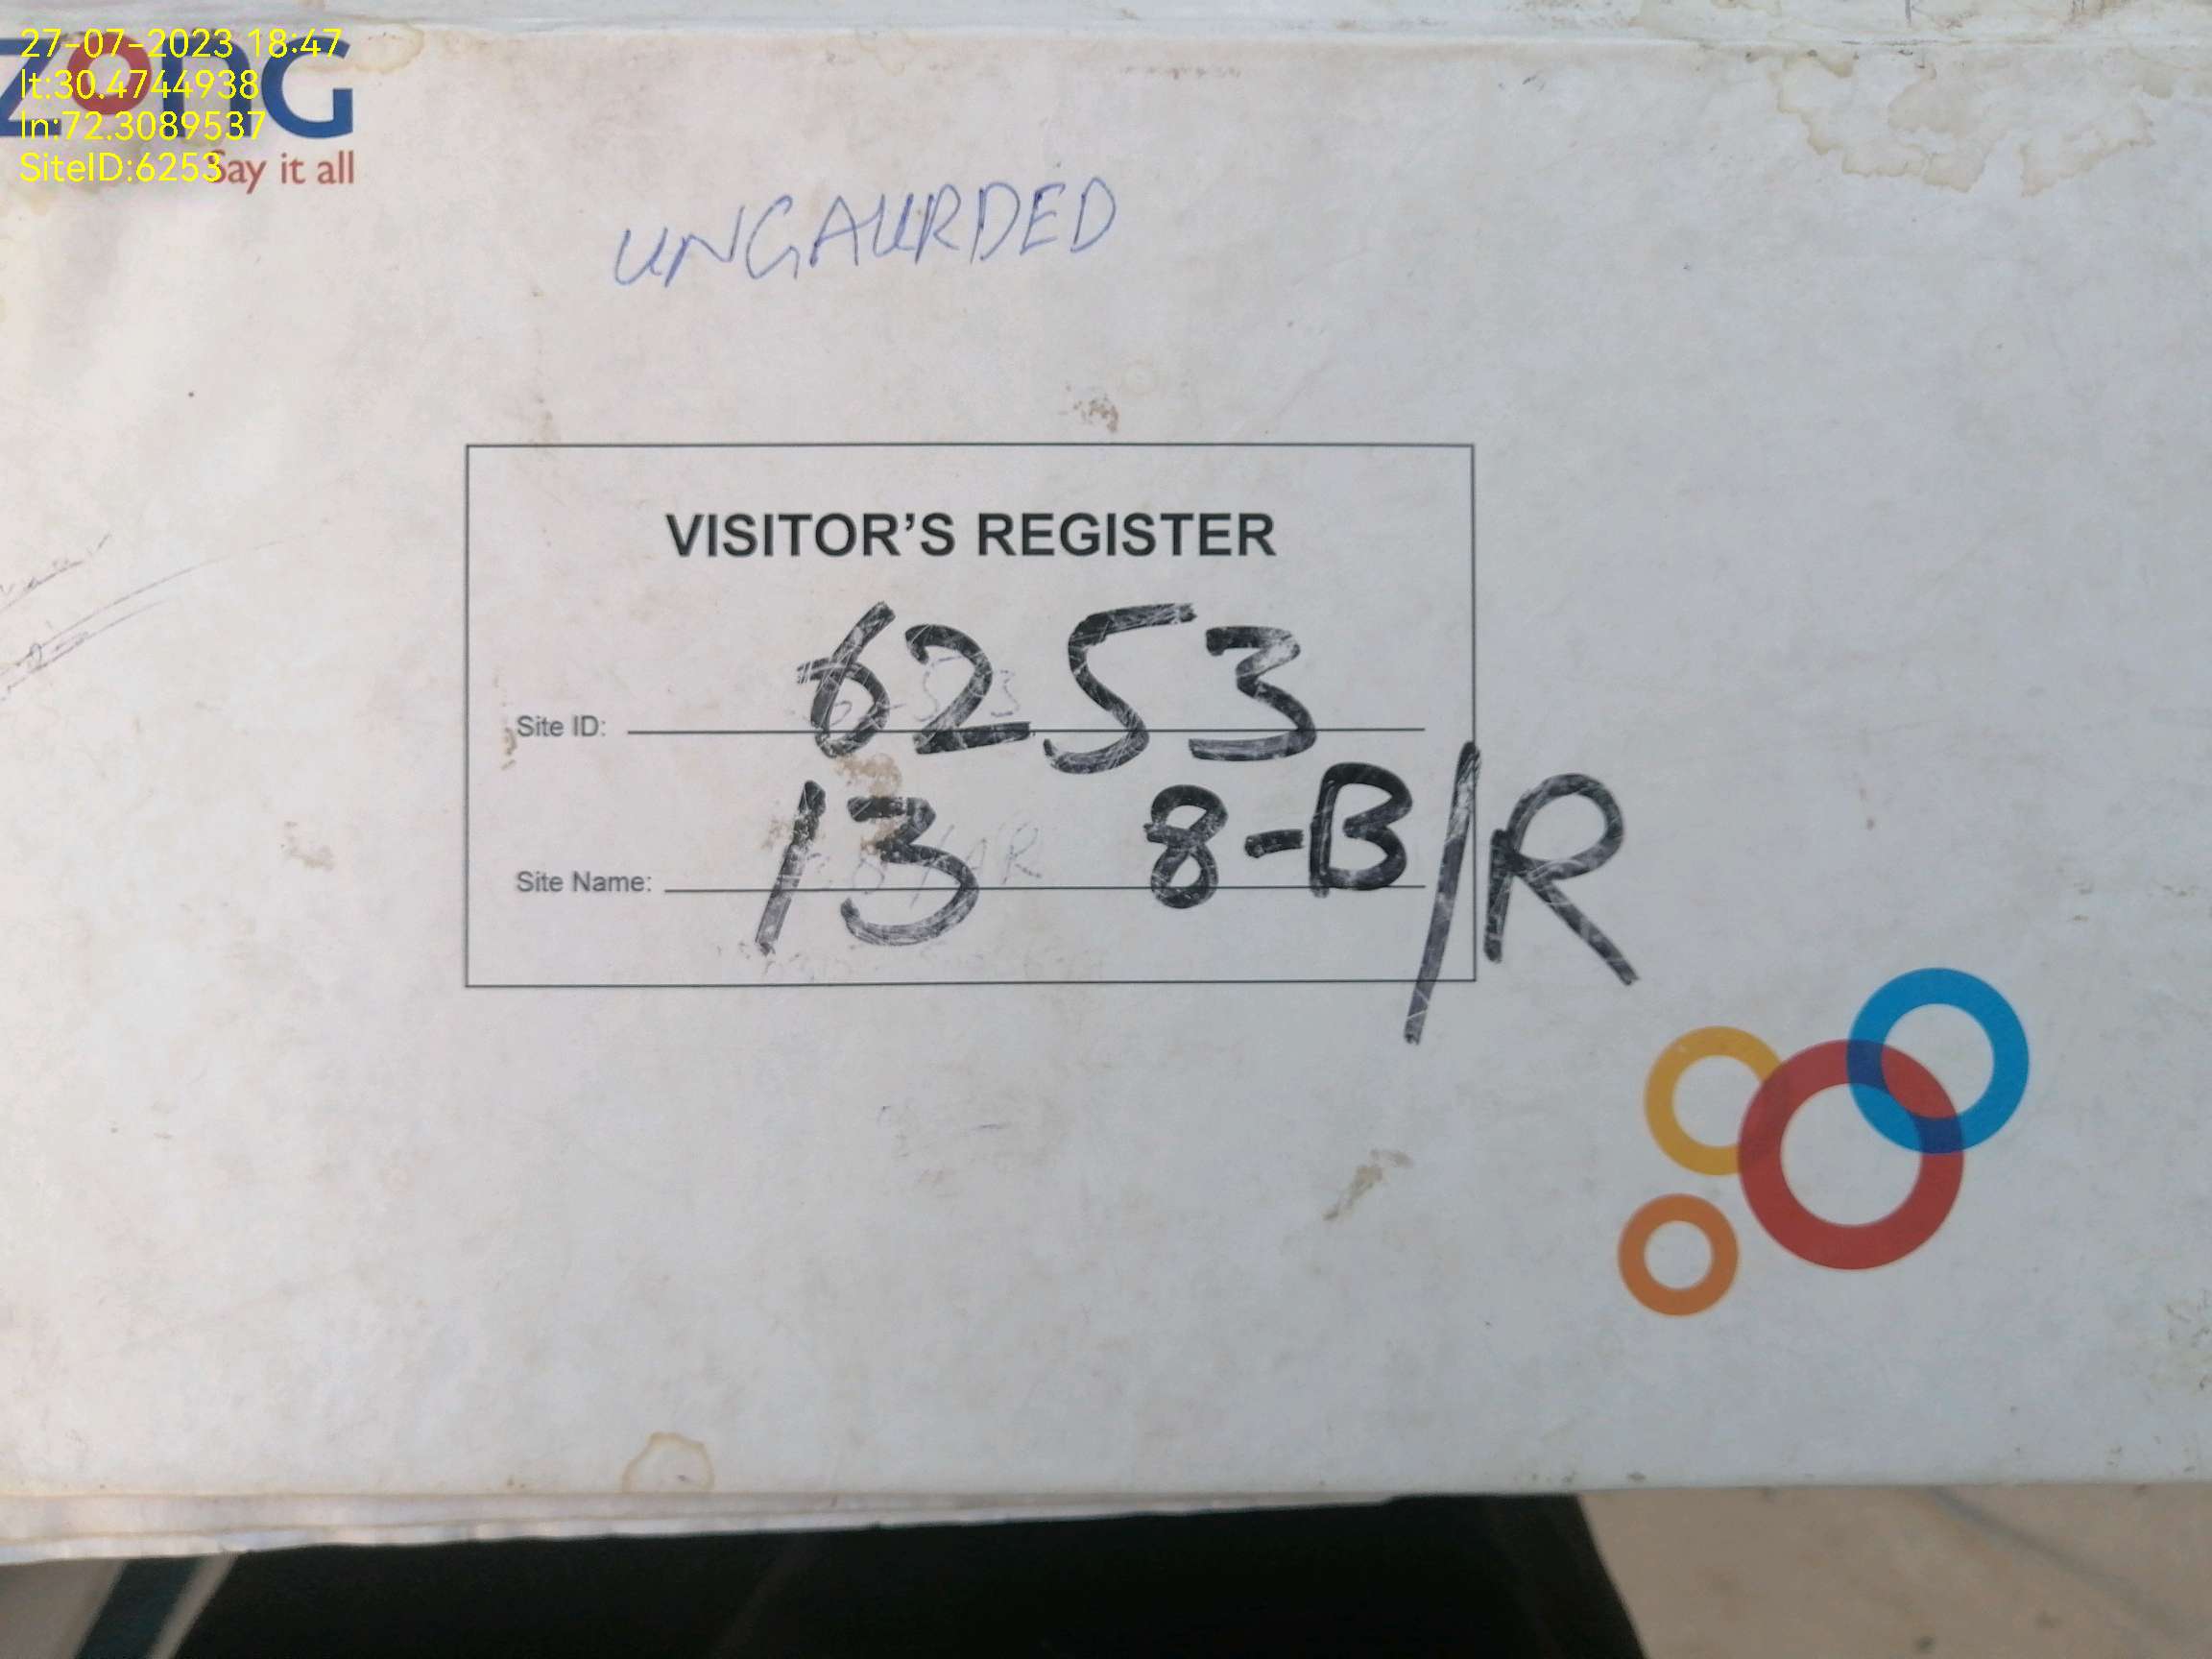 27-07-2023 18:47
lt:30.4744938
ln:72.3089537
SiteID:6253
ZONG
Say it all
UNGAURDED
VISITOR'S REGISTER
Site ID: 6253
Site Name: 13 8-B/R